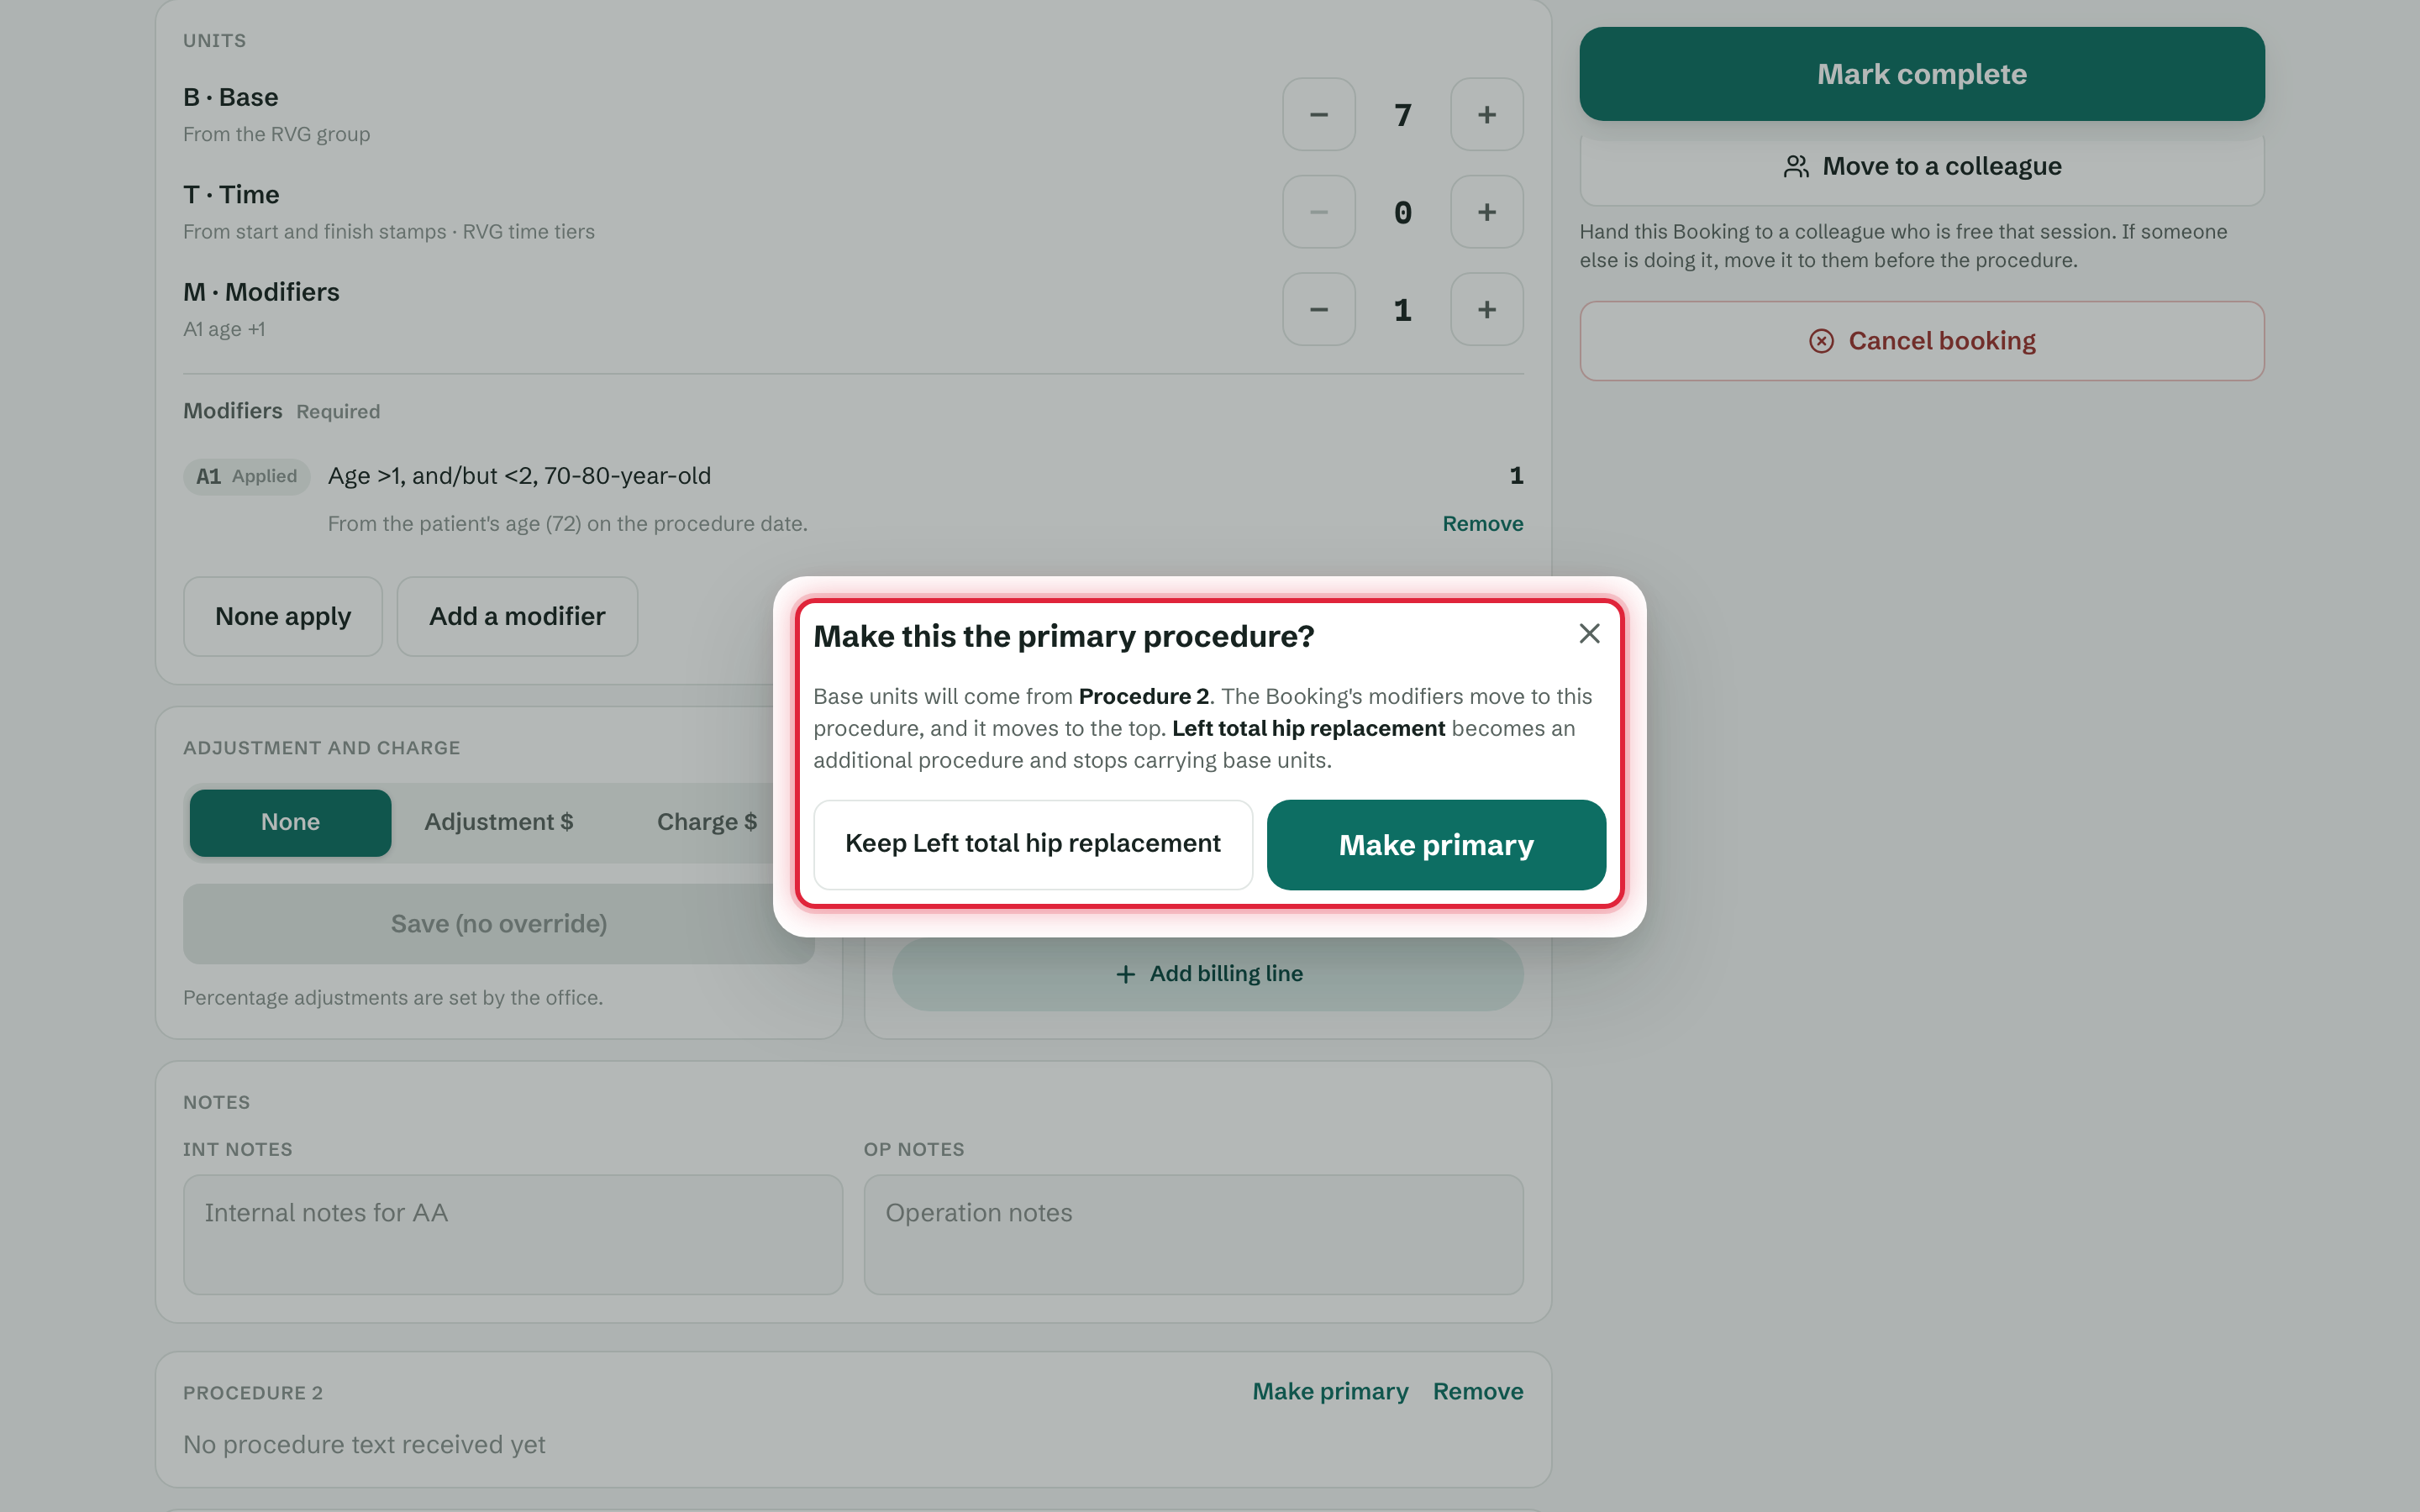 UNITS
B · Base
From the RVG group
− 7 +
T · Time
From start and finish stamps · RVG time tiers
− 0 +
M · Modifiers
A1 age +1
− 1 +
Modifiers Required
A1 Applied Age >1, and/but <2, 70-80-year-old 1
From the patient's age (72) on the procedure date. Remove
None apply Add a modifier
Mark complete
Move to a colleague
Hand this Booking to a colleague who is free that session. If someone
else is doing it, move it to them before the procedure.
Cancel booking
Make this the primary procedure?
Base units will come from Procedure 2. The Booking's modifiers move to this
procedure, and it moves to the top. Left total hip replacement becomes an
additional procedure and stops carrying base units.
Keep Left total hip replacement Make primary
ADJUSTMENT AND CHARGE
None Adjustment $ Charge $
Save (no override)
Percentage adjustments are set by the office.
+ Add billing line
NOTES
INT NOTES
Internal notes for AA
OP NOTES
Operation notes
PROCEDURE 2 Make primary Remove
No procedure text received yet